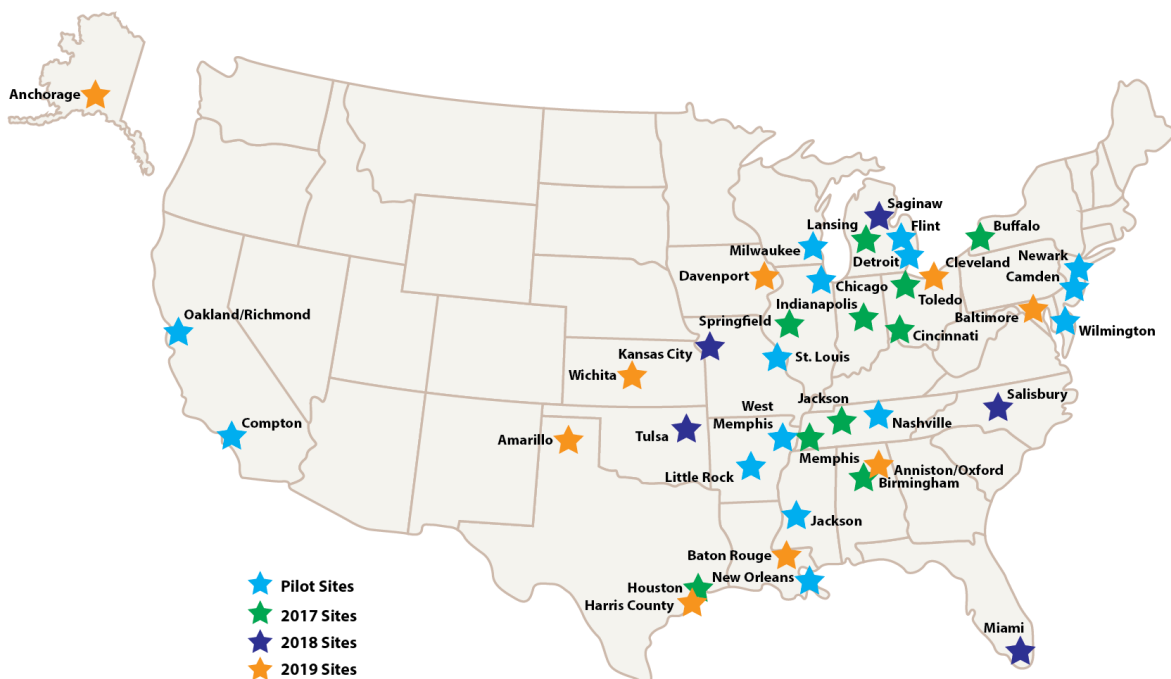 Anchorage
Saginaw
Lansing
Flint
Buffalo
Milwaukee
Detroit
Cleveland
Newark
Camden
Davenport
Chicago
Toledo
Indianapolis
Baltimore
Oakland/Richmond
Springfield
Cincinnati
Wilmington
Kansas City
St. Louis
Wichita
Salisbury
Jackson
West
Memphis
Nashville
Compton
Amarillo
Tulsa
Memphis
Little Rock
Anniston/Oxford
Birmingham
Jackson
Baton Rouge
New Orleans
Houston
Harris County
Miami
Pilot Sites
2017 Sites
2018 Sites
2019 Sites